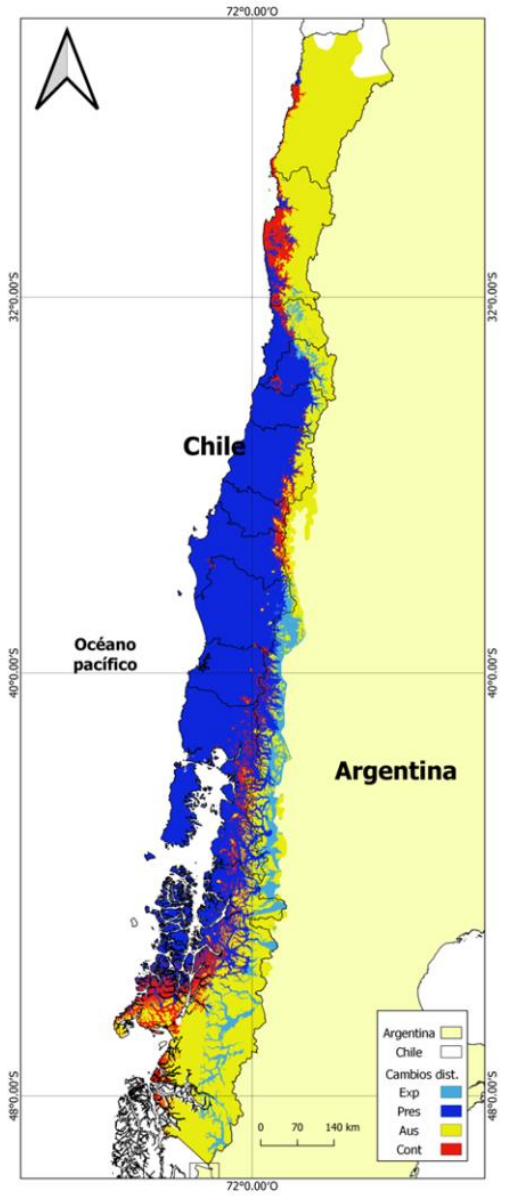 72°0.00'O
32°0.00'S
32°0.00'S
Chile
Océano
pacífico
40°0.00'S
40°0.00'S
Argentina
Argentina
Chile
Cambios dist.
Exp
Pres
Aus
Cont
48°0.00'S
48°0.00'S
0 70 140 km
72°0.00'O